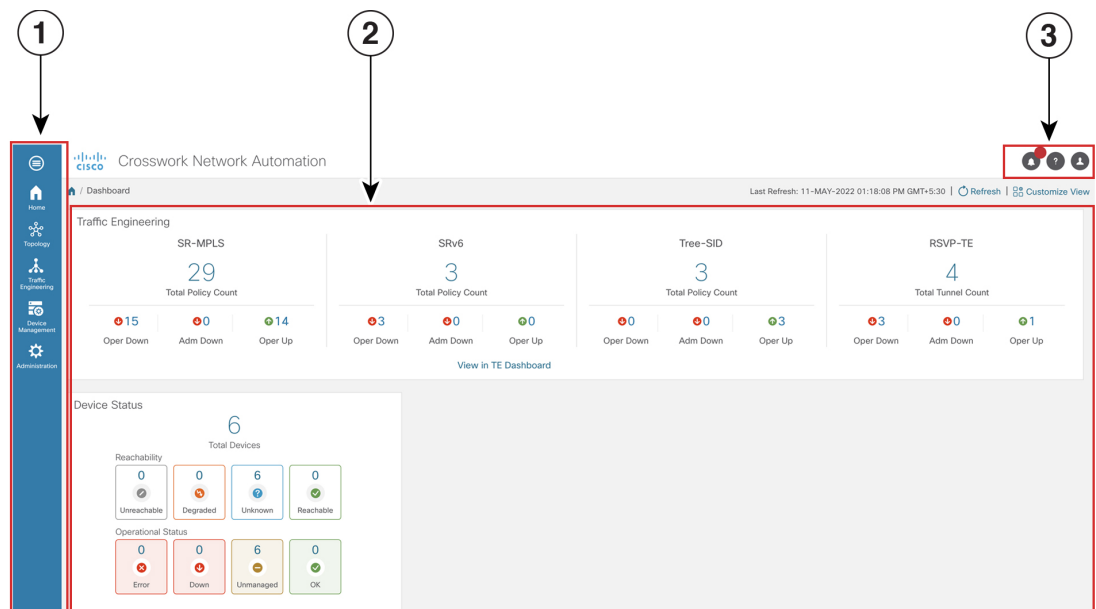 1
2
3
CISCO Crosswork Network Automation
?
/ Dashboard
Last Refresh: 11-MAY-2022 01:18:08 PM GMT+5:30 | Refresh | Customize View
Home
Topology
Traffic
Engineering
Device
Management
Administration
Traffic Engineering
SR-MPLS
29
Total Policy Count
15
Oper Down
0
Adm Down
14
Oper Up
SRv6
3
Total Policy Count
3
Oper Down
0
Adm Down
0
Oper Up
Tree-SID
3
Total Policy Count
0
Oper Down
0
Adm Down
3
Oper Up
RSVP-TE
4
Total Tunnel Count
3
Oper Down
0
Adm Down
1
Oper Up
View in TE Dashboard
Device Status
6
Total Devices
Reachability
0
Unreachable
0
Degraded
6
?
Unknown
0
Reachable
Operational Status
0
Error
0
Down
6
Unmanaged
0
OK